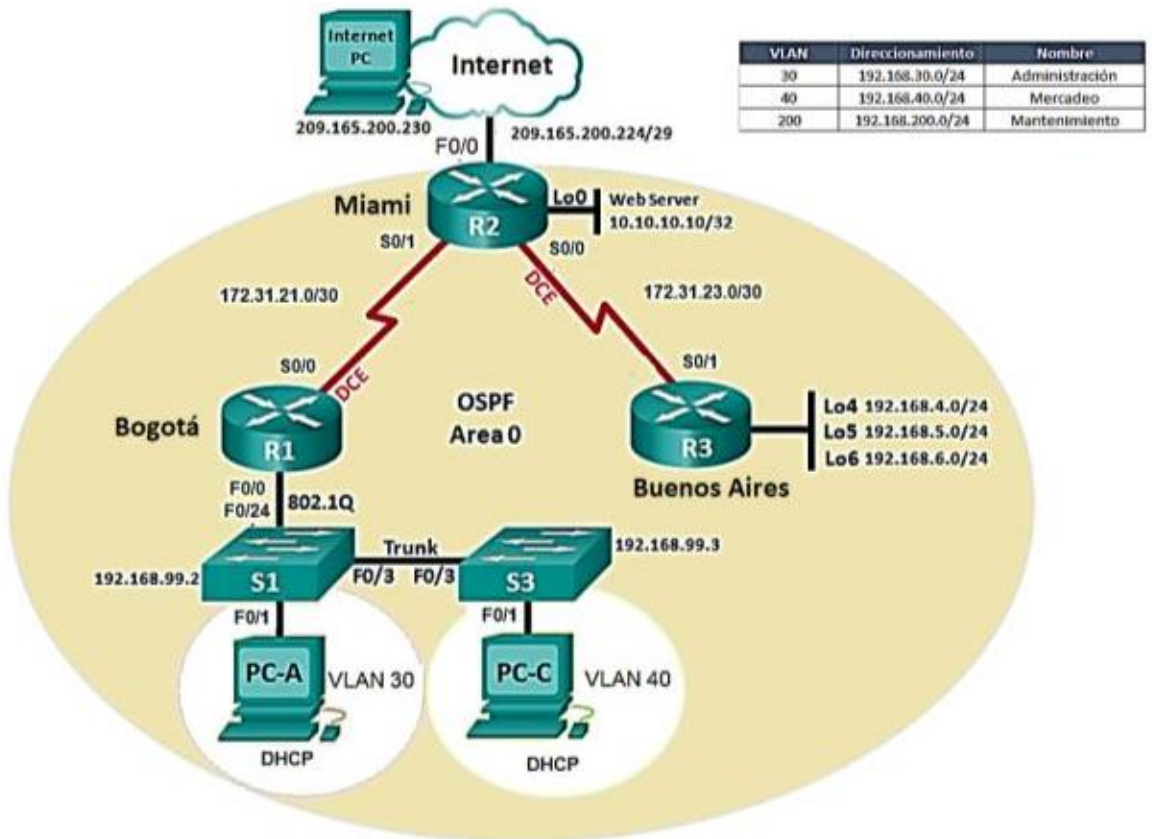 Internet
PC
Internet
209.165.200.230
209.165.200.224/29
F0/0
VLAN Direccionamiento Nombre
30 192.168.30.0/24 Administración
40 192.168.40.0/24 Mercadeo
200 192.168.200.0/24 Mantenimiento
Miami
R2
Lo0
Web Server
10.10.10.10/32
S0/1
S0/0
DCE
172.31.21.0/30
172.31.23.0/30
S0/0
DCE
S0/1
Bogotá
R1
OSPF
Area 0
R3
Buenos Aires
Lo4 192.168.4.0/24
Lo5 192.168.5.0/24
Lo6 192.168.6.0/24
F0/0
F0/24
802.1Q
192.168.99.2
S1
Trunk
F0/3 F0/3
S3
192.168.99.3
F0/1
F0/1
PC-A
VLAN 30
DHCP
PC-C
VLAN 40
DHCP